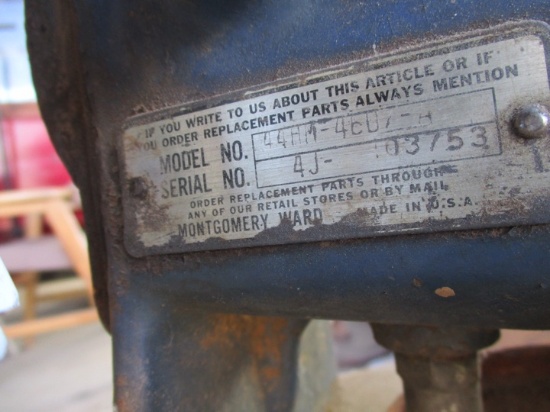 IF YOU WRITE TO US ABOUT THIS ARTICLE OR IF
YOU ORDER REPLACEMENT PARTS ALWAYS MENTION
MODEL NO.
SERIAL NO. 4J- 03753
ORDER REPLACEMENT PARTS THROUGH
ANY OF OUR RETAIL STORES OR BY MAIL
MONTGOMERY WARD MADE IN U.S.A.